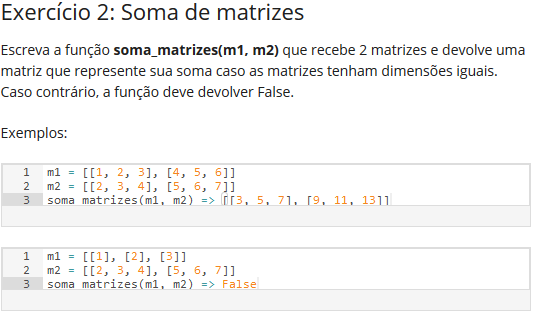 Exercício 2: Soma de matrizes
Escreva a função soma_matrizes(m1, m2) que recebe 2 matrizes e devolve uma
matriz que represente sua soma caso as matrizes tenham dimensões iguais.
Caso contrário, a função deve devolver False.
Exemplos:
1 m1 = [[1, 2, 3], [4, 5, 6]]
2 m2 = [[2, 3, 4], [5, 6, 7]]
3 soma_matrizes(m1, m2) => [[3, 5, 7], [9, 11, 13]]
1 m1 = [[1], [2], [3]]
2 m2 = [[2, 3, 4], [5, 6, 7]]
3 soma_matrizes(m1, m2) => False